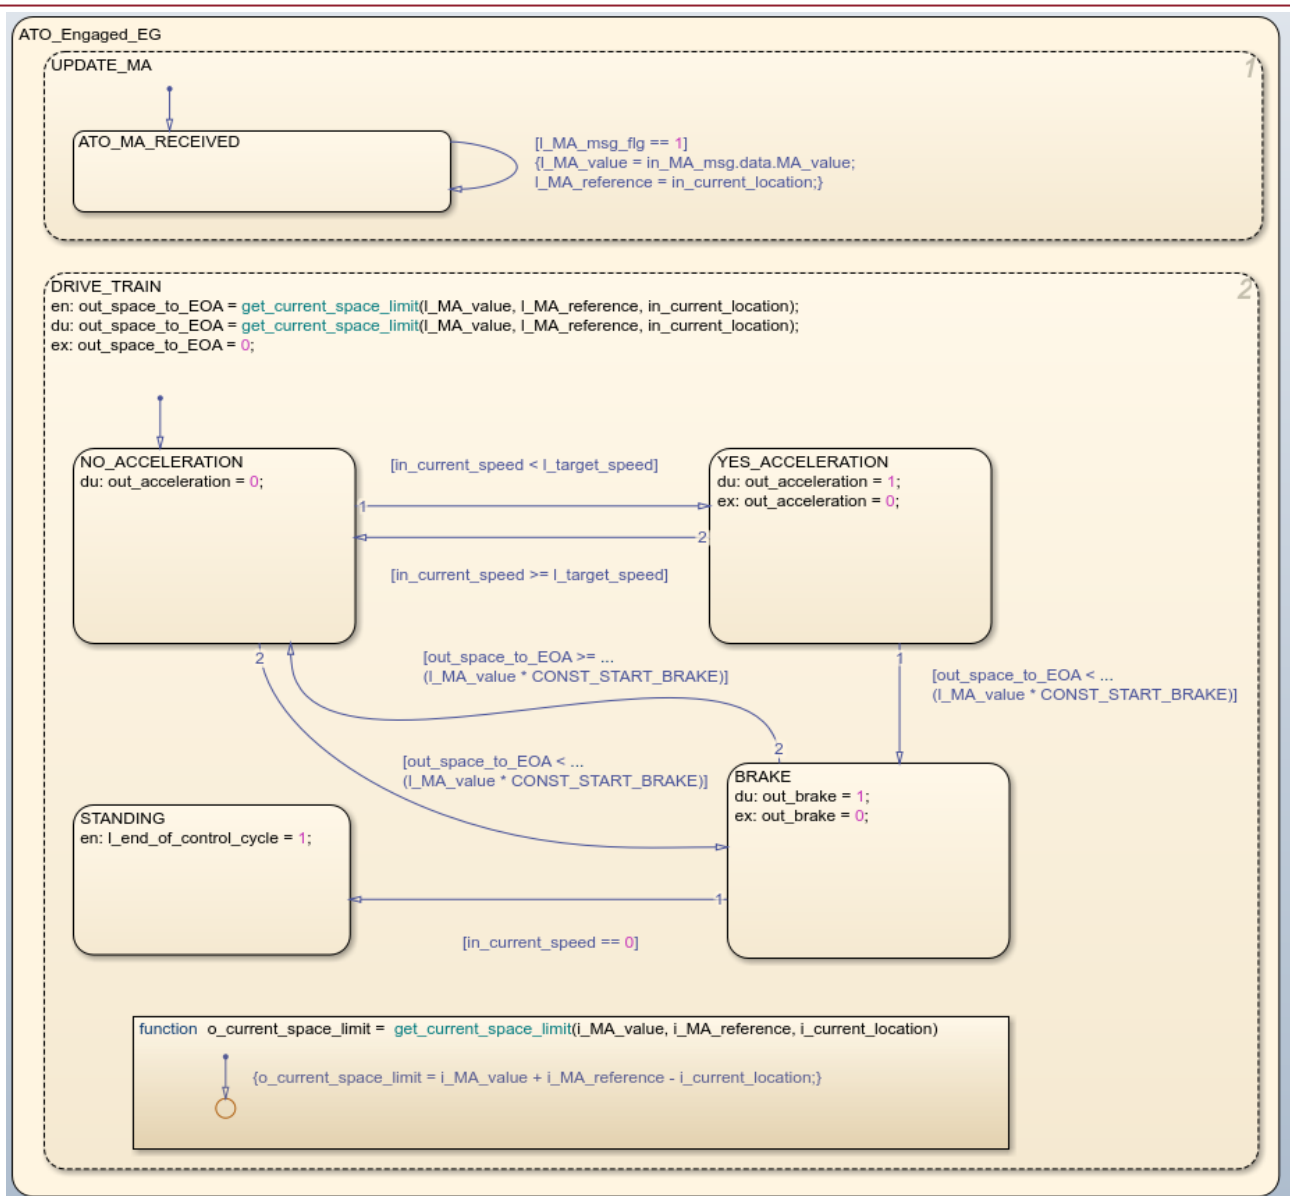 ATO_Engaged_EG
UPDATE_MA
1
ATO_MA_RECEIVED
[l_MA_msg_flg == 1]
{l_MA_value = in_MA_msg.data.MA_value;
l_MA_reference = in_current_location;}
DRIVE_TRAIN
2
en: out_space_to_EOA = get_current_space_limit(l_MA_value, l_MA_reference, in_current_location);
du: out_space_to_EOA = get_current_space_limit(l_MA_value, l_MA_reference, in_current_location);
ex: out_space_to_EOA = 0;
NO_ACCELERATION
du: out_acceleration = 0;
[in_current_speed < l_target_speed]
YES_ACCELERATION
du: out_acceleration = 1;
ex: out_acceleration = 0;
1
2
[in_current_speed >= l_target_speed]
2
[out_space_to_EOA >= ...
(l_MA_value * CONST_START_BRAKE)]
1
[out_space_to_EOA < ...
(l_MA_value * CONST_START_BRAKE)]
2
[out_space_to_EOA < ...
(l_MA_value * CONST_START_BRAKE)]
BRAKE
du: out_brake = 1;
ex: out_brake = 0;
STANDING
en: l_end_of_control_cycle = 1;
1
[in_current_speed == 0]
function o_current_space_limit = get_current_space_limit(i_MA_value, i_MA_reference, i_current_location)
{o_current_space_limit = i_MA_value + i_MA_reference - i_current_location;}